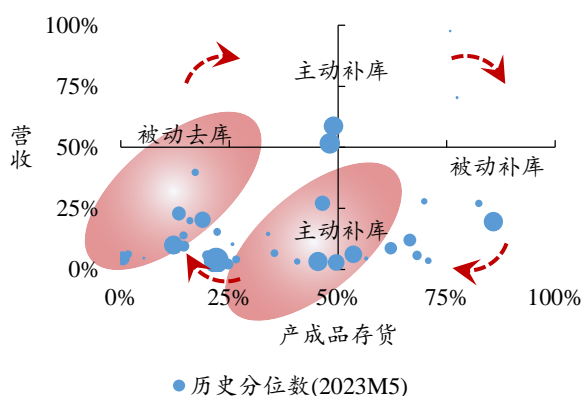 100%
75%
50%
25%
0%
营收
主动补库
被动去库
被动补库
主动补库
0%
25%
50%
75%
100%
产成品存货
历史分位数(2023M5)